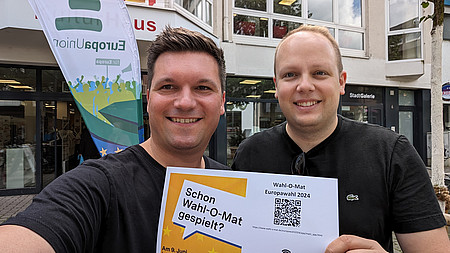 us
EuropaUnion
StadtGalerie
Schon
Wahl-O-Mat
gespielt?
Am 9. Juni
Wahl-O-Mat
Europawahl 2024